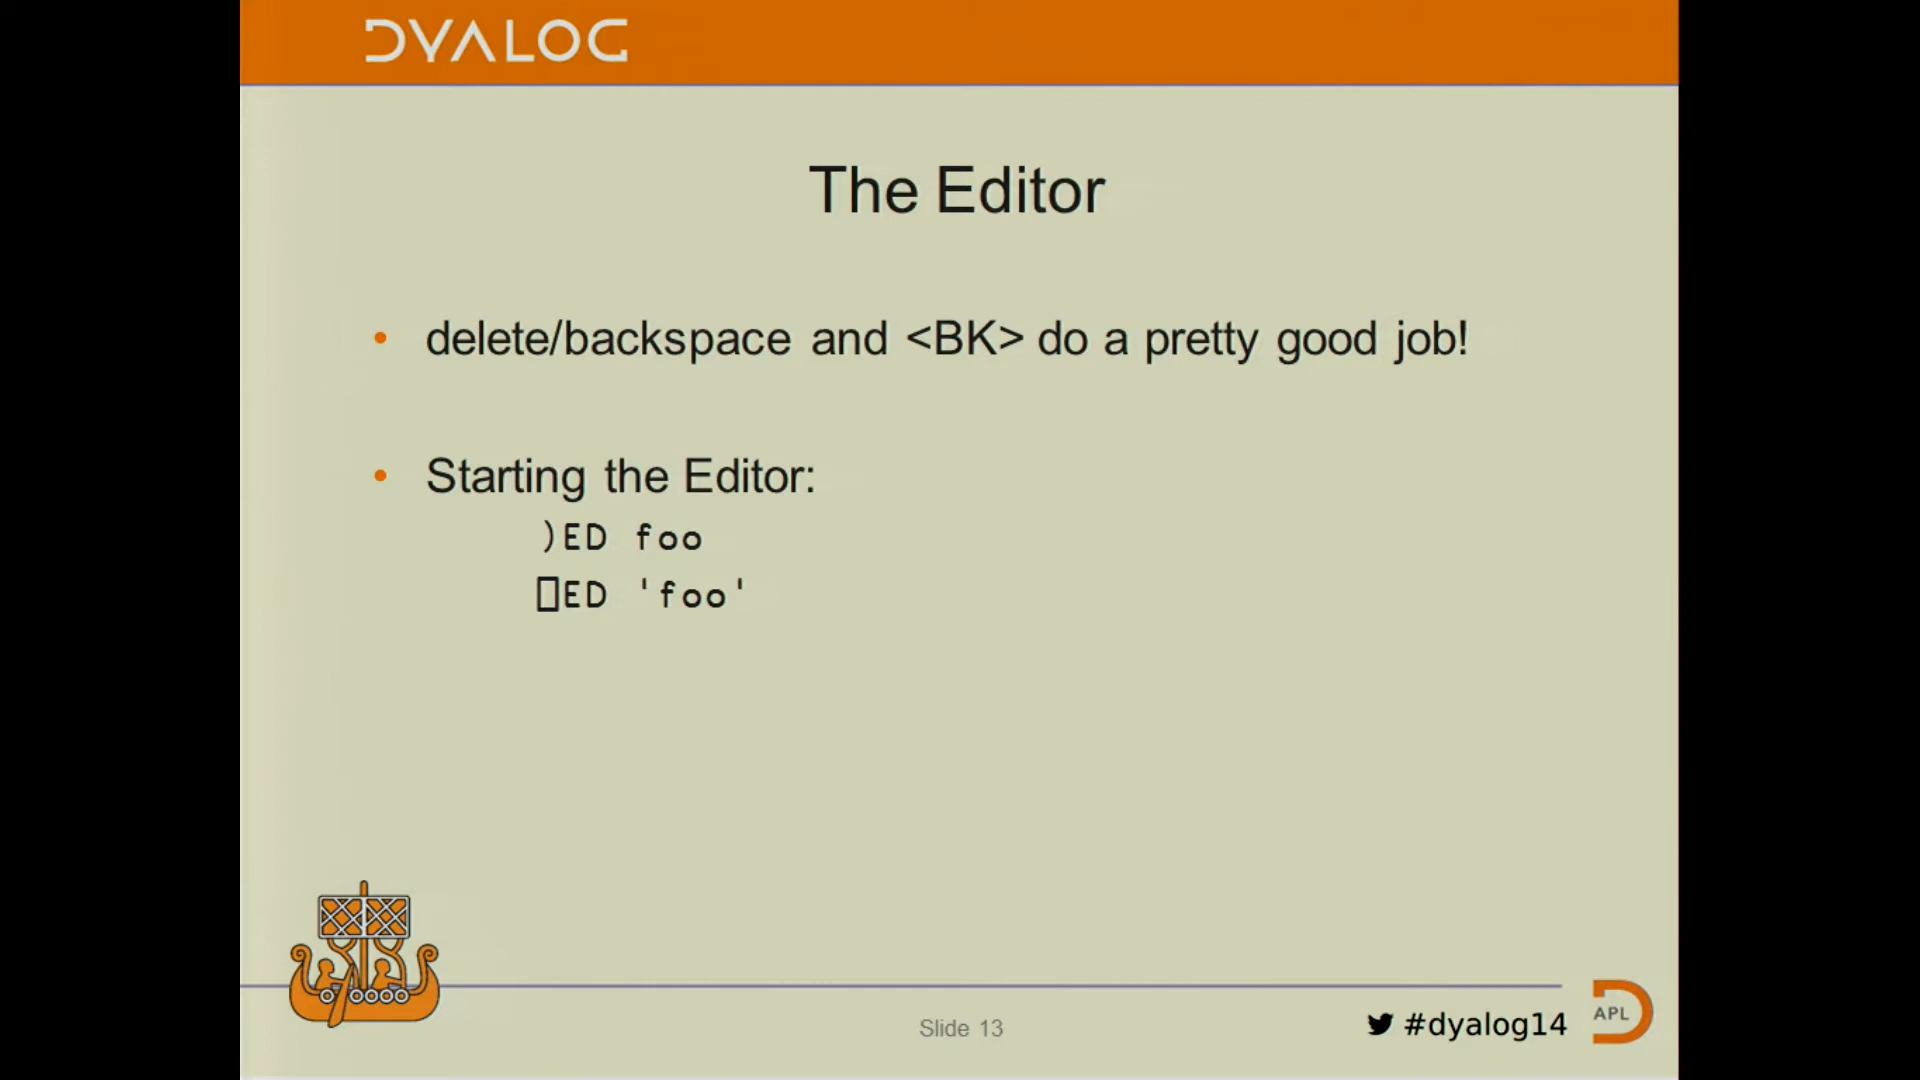 DYALOG
The Editor
• delete/backspace and <BK> do a pretty good job!
• Starting the Editor:
)ED foo
⎕ED 'foo'
Slide 13
#dyalog14
APL